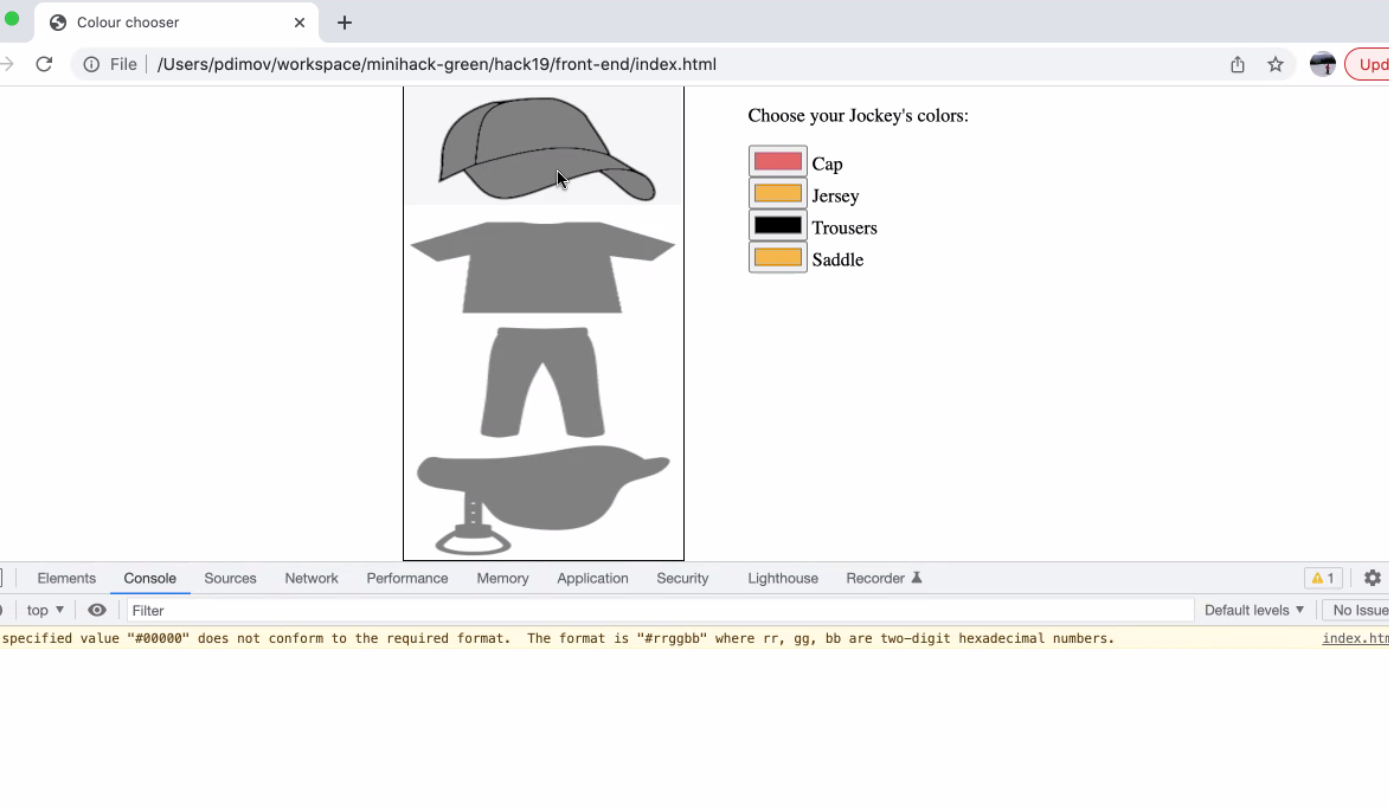 Colour chooser
File /Users/pdimov/workspace/minihack-green/hack19/front-end/index.html Upd
Choose your Jockey's colors:
Cap
Jersey
Trousers
Saddle
Elements Console Sources Network Performance Memory Application Security Lighthouse Recorder 1
top Filter Default levels No Issue
specified value "#00000" does not conform to the required format. The format is "#rrggbb" where rr, gg, bb are two-digit hexadecimal numbers. index.htm